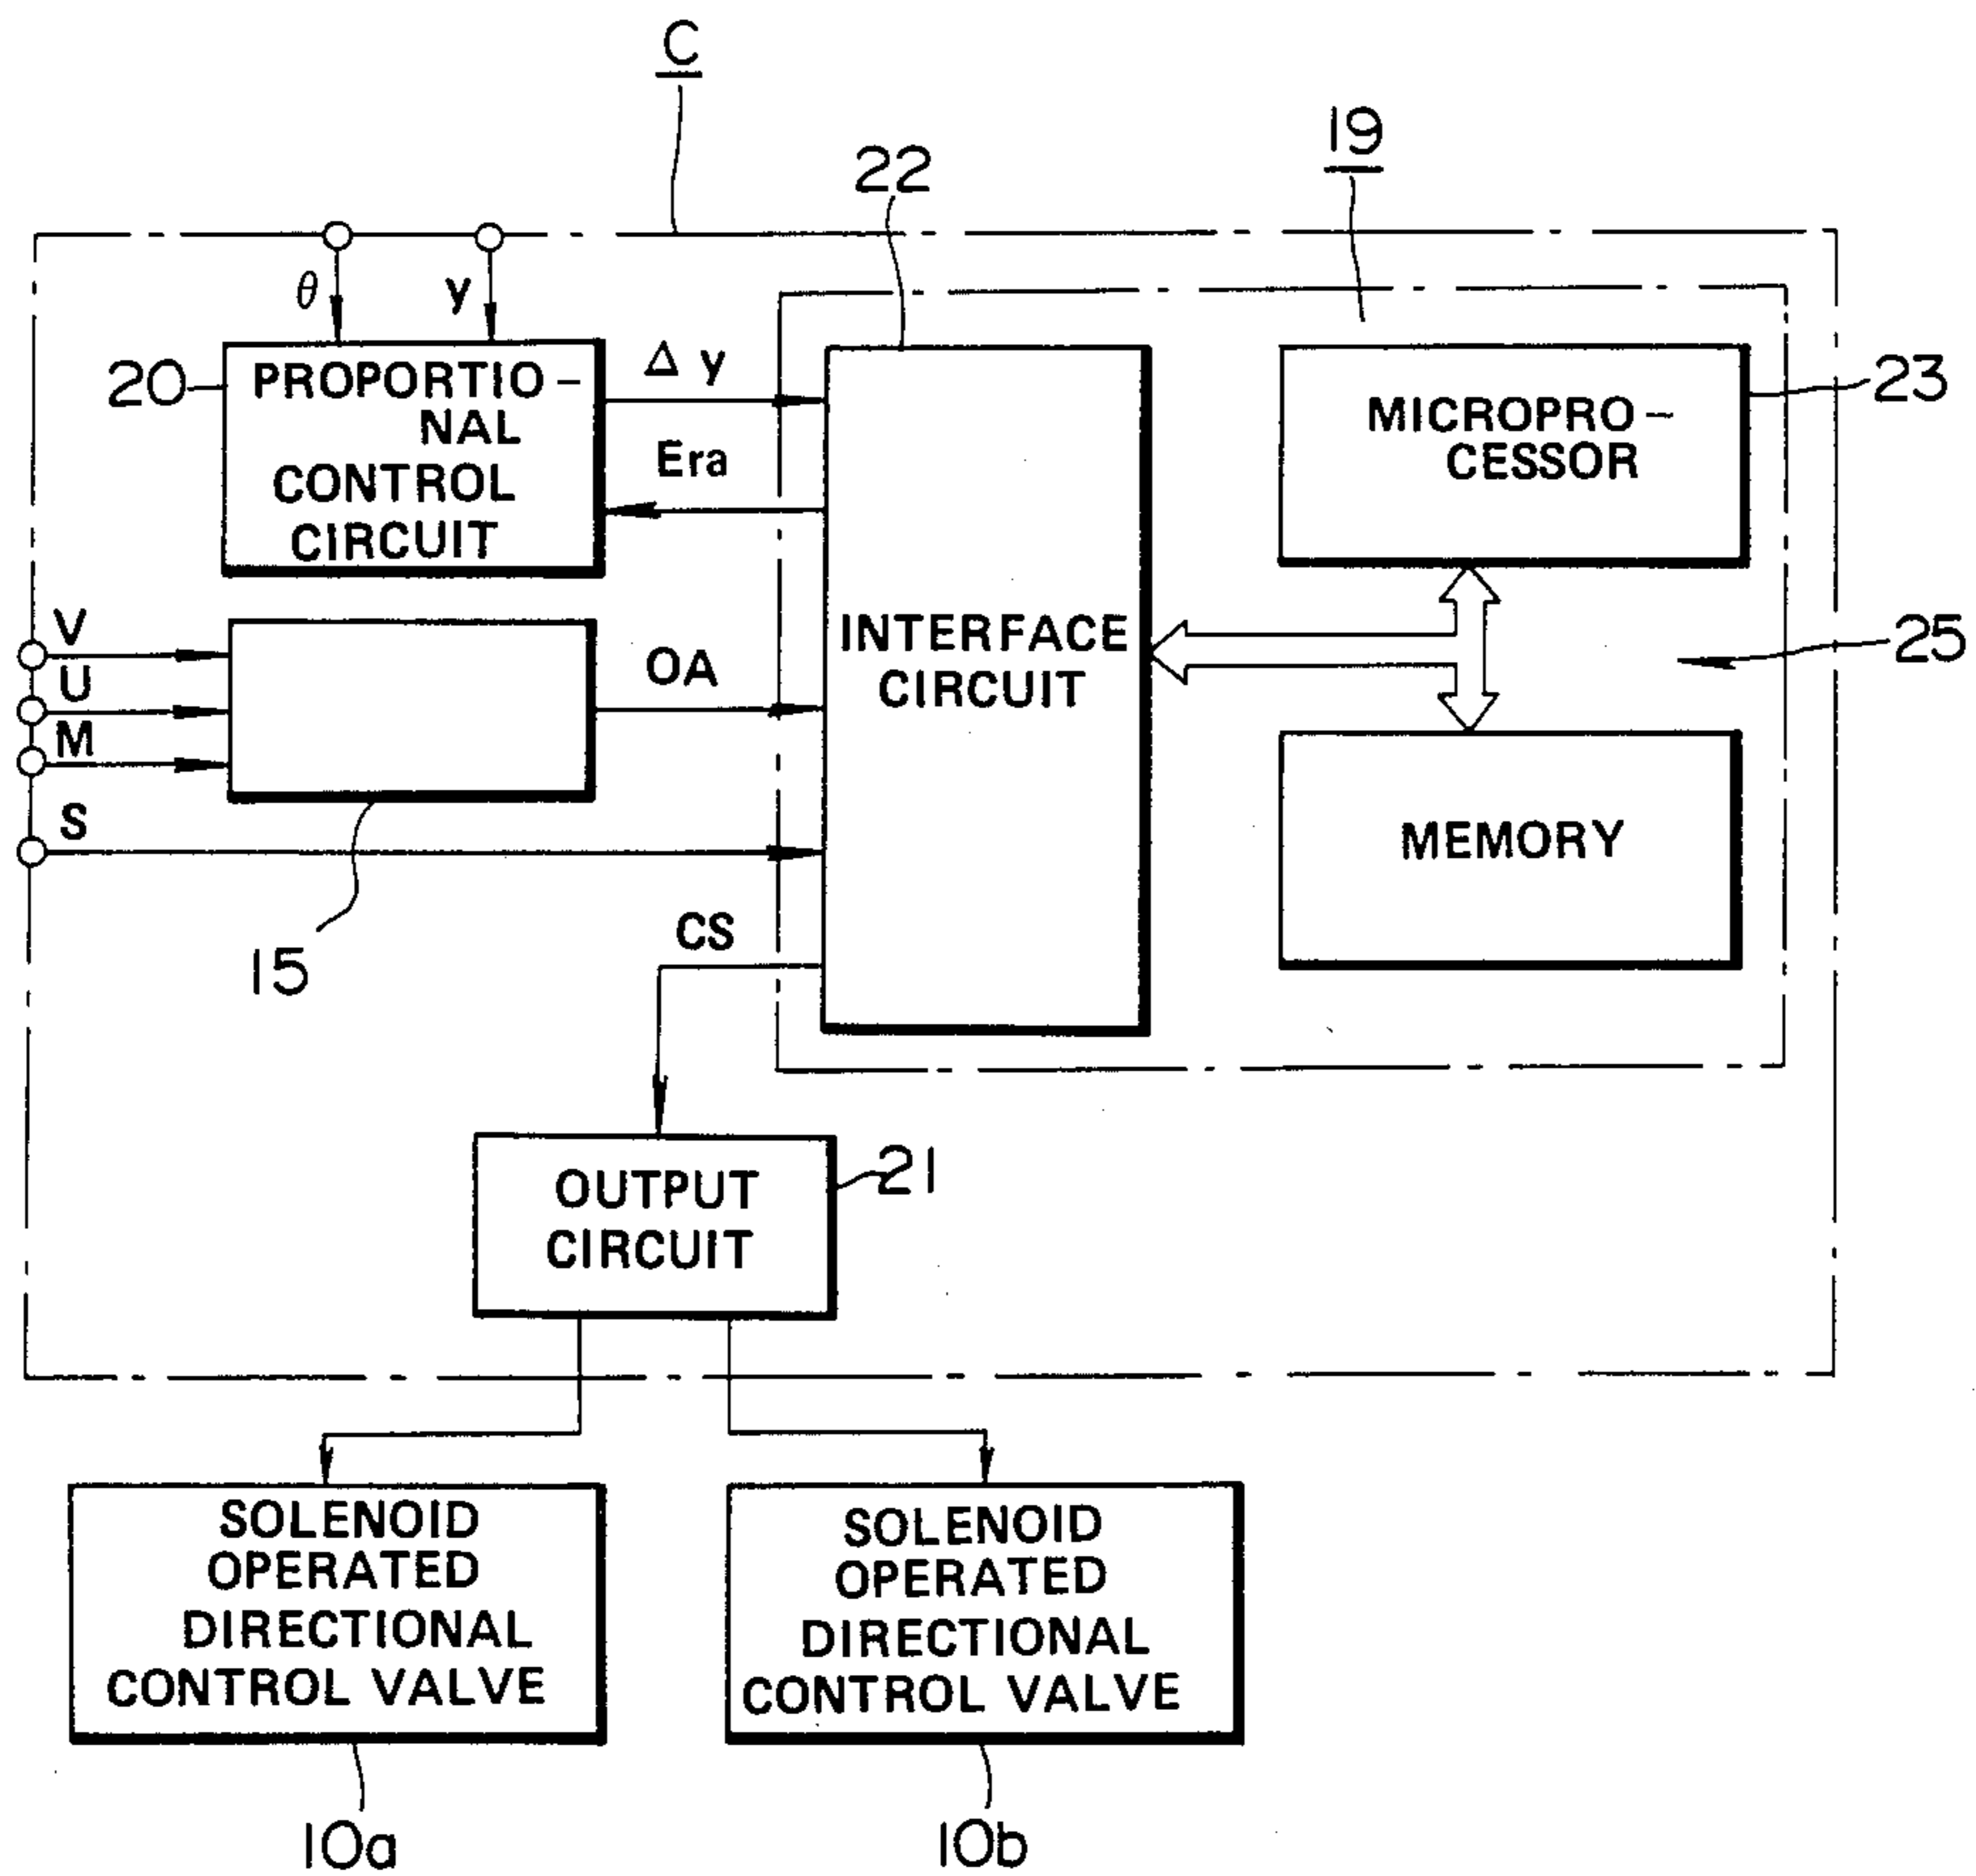 C
19
22
θ
y
20
PROPORTIO-
NAL
CONTROL
CIRCUIT
Δy
Era
MICROPRO-
CESSOR
23
V
U
M
S
OA
INTERFACE
CIRCUIT
25
MEMORY
15
CS
OUTPUT
CIRCUIT
21
SOLENOID
OPERATED
DIRECTIONAL
CONTROL VALVE
SOLENOID
OPERATED
DIRECTIONAL
CONTROL VALVE
10a
10b